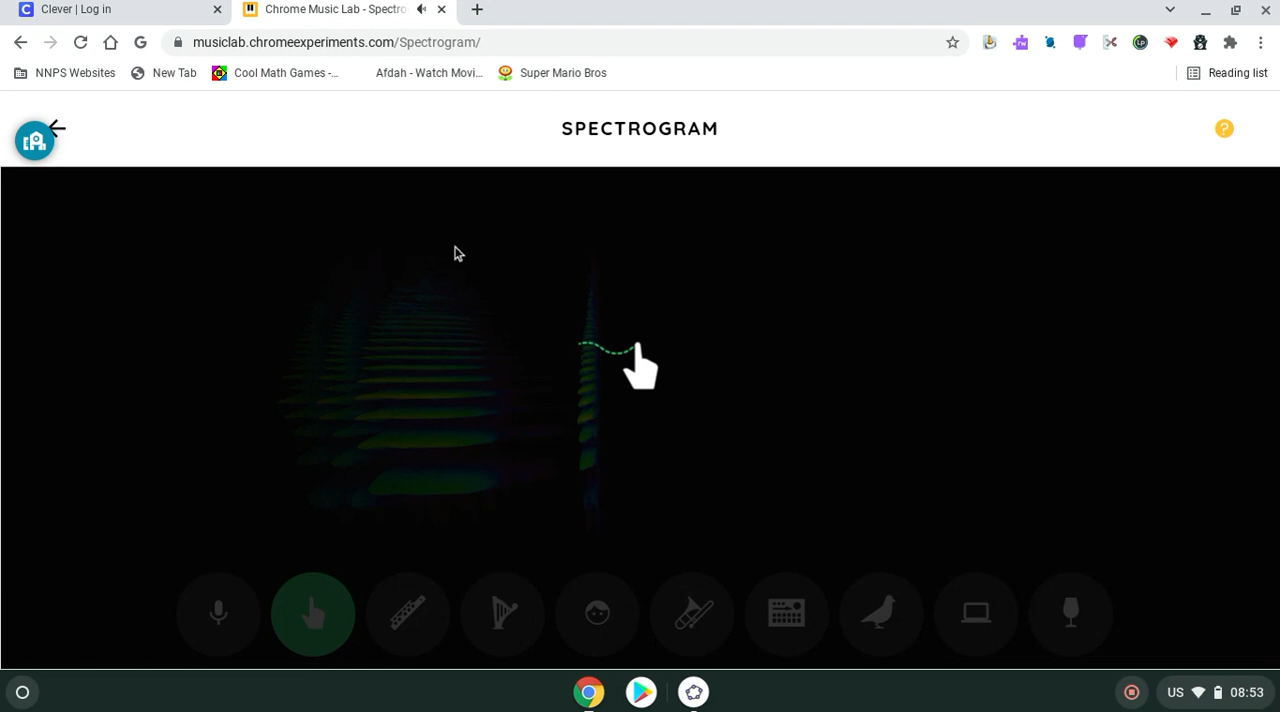 Clever | Log in
Chrome Music Lab - Spectro
musiclab.chromeexperiments.com/Spectrogram/
NNPS Websites
New Tab
Cool Math Games -...
Afdah - Watch Movi...
Super Mario Bros
Reading list
SPECTROGRAM
?
US
08:53